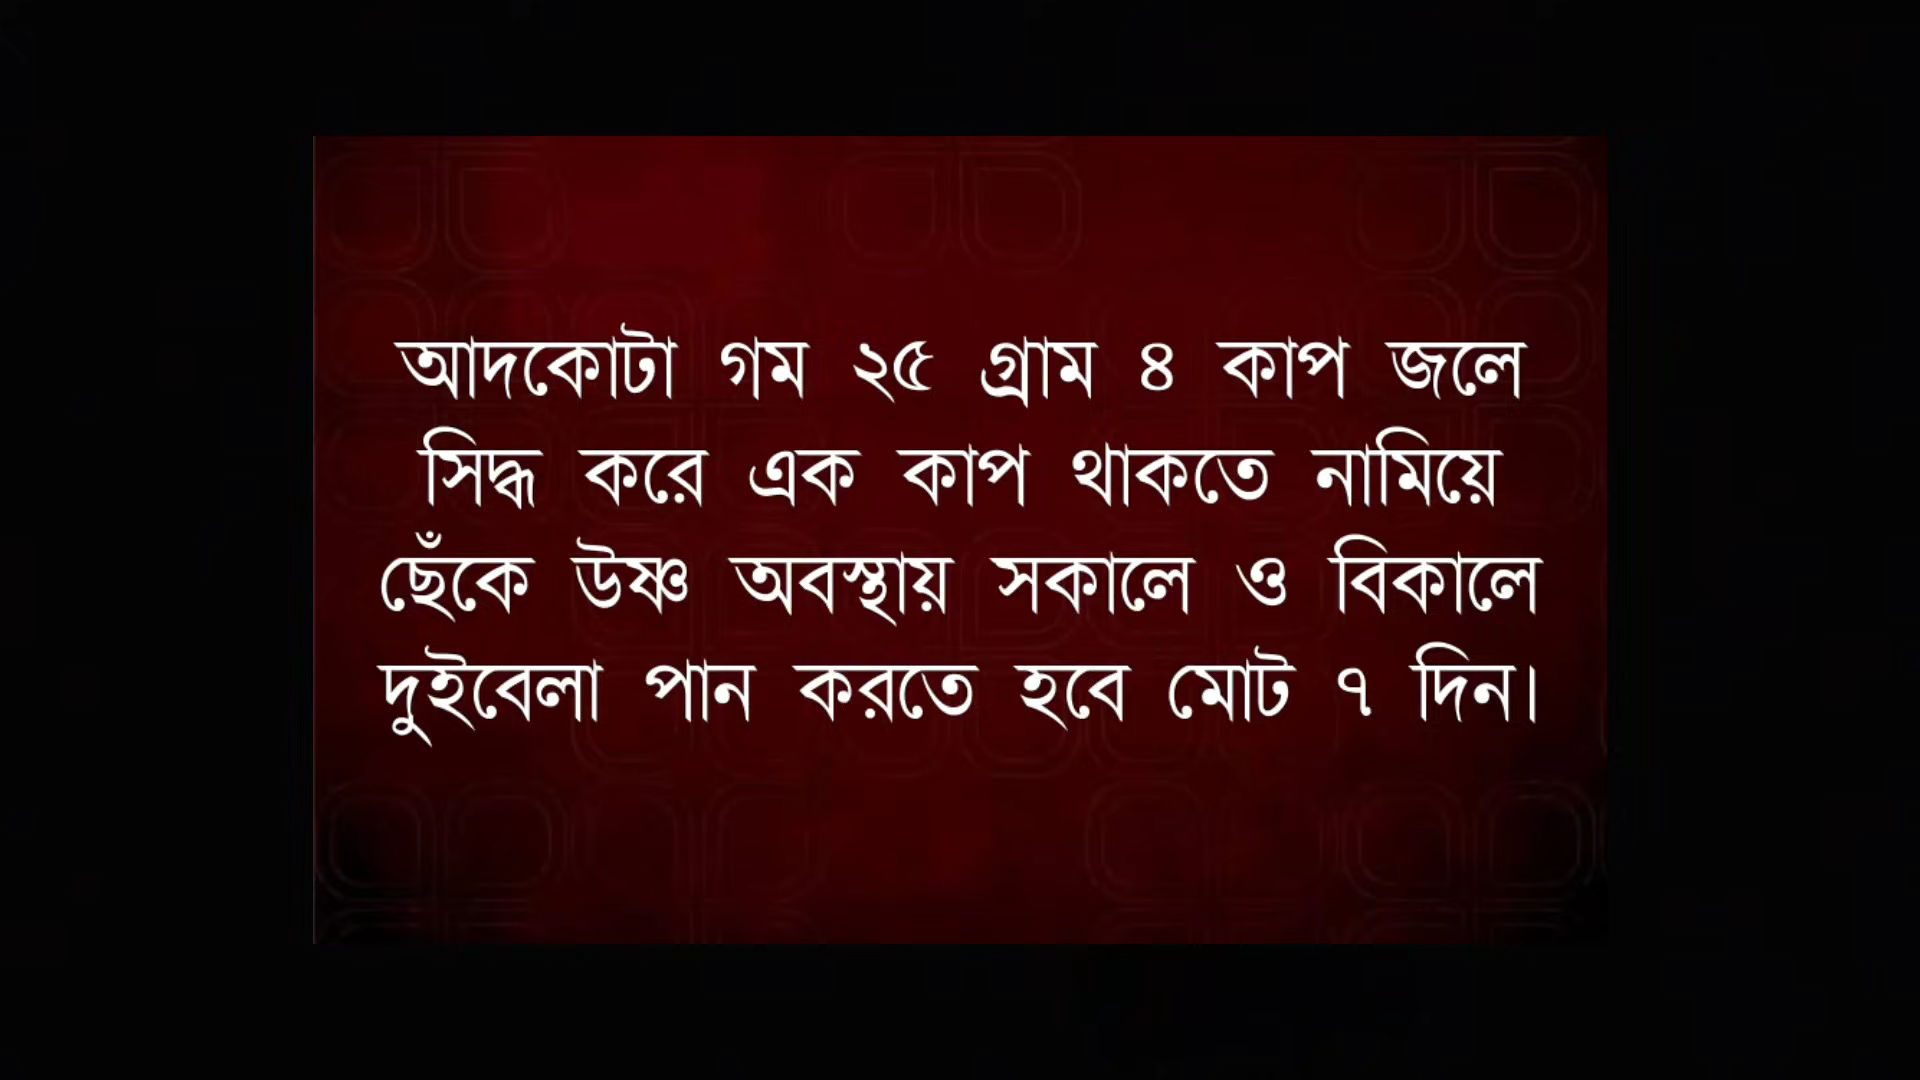 আদকোটা গম ২৫ গ্রাম ৪ কাপ জলে
সিদ্ধ করে এক কাপ থাকতে নামিয়ে
ছেঁকে উষ্ণ অবস্থায় সকালে ও বিকালে
দুইবেলা পান করতে হবে মোট ৭ দিন।